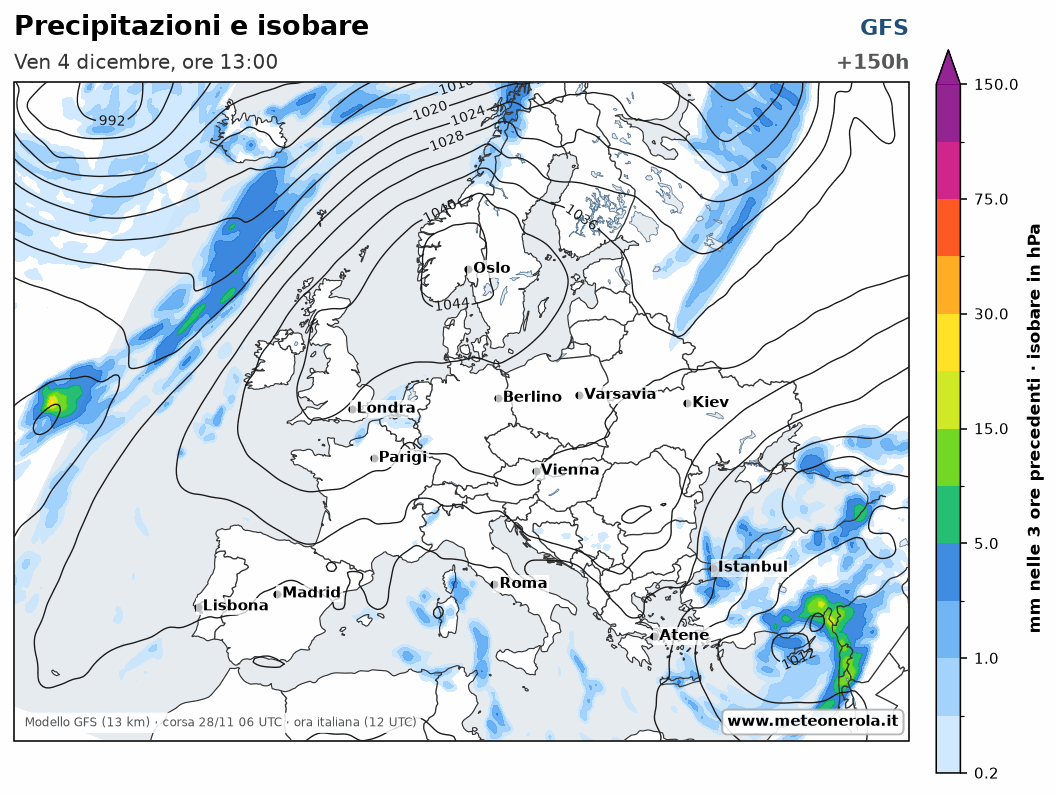 Precipitazioni e isobare
GFS
Ven 4 dicembre, ore 13:00
+150h
992
1016
1020
1024
1028
1040
1036
Oslo
1044
Londra
Berlino
Varsavia
Kiev
Parigi
Vienna
Istanbul
Roma
Madrid
Lisbona
Atene
1012
Modello GFS (13 km) · corsa 28/11 06 UTC · ora italiana (12 UTC)
www.meteonerola.it
150.0
75.0
30.0
15.0
5.0
1.0
0.2
mm nelle 3 ore precedenti · isobare in hPa